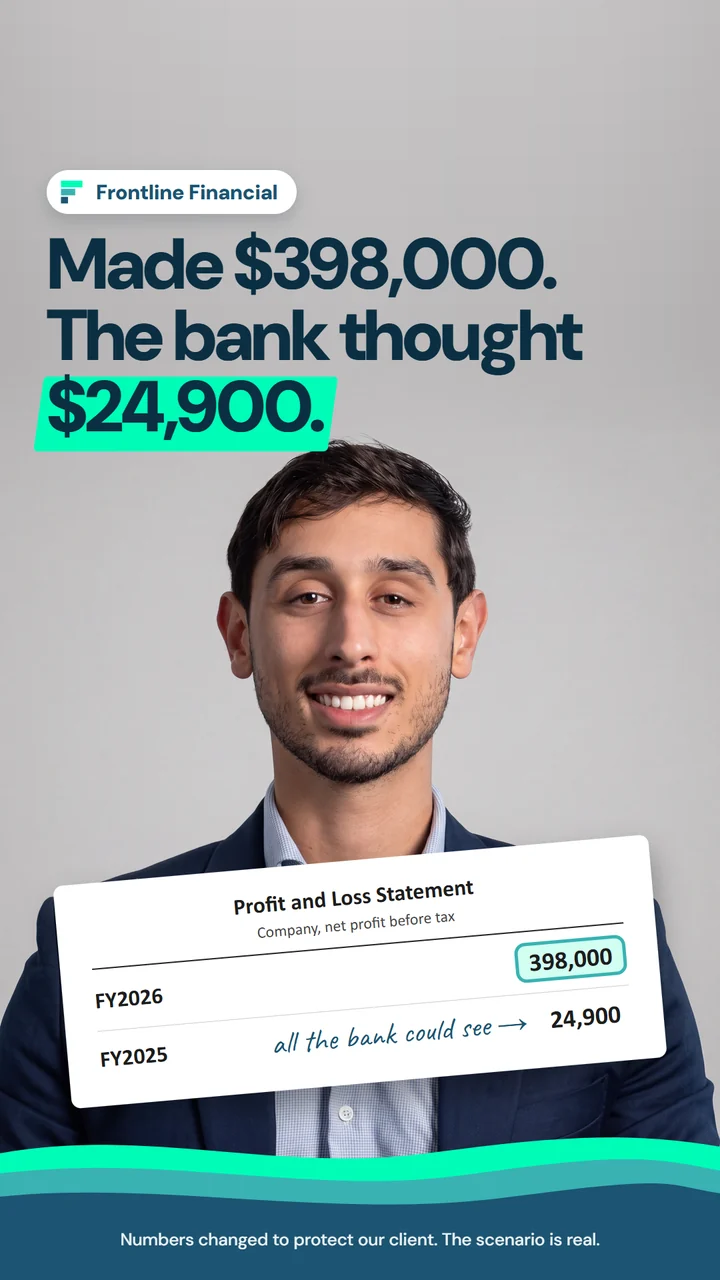 Frontline Financial
Made $398,000.
The bank thought
$24,900.
Profit and Loss Statement
Company, net profit before tax
398,000
FY2026
all the bank could see → 24,900
FY2025
Numbers changed to protect our client. The scenario is real.